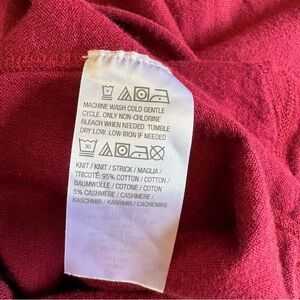 MACHINE WASH COLD GENTLE
CYCLE. ONLY NON-CHLORINE
BLEACH WHEN NEEDED. TUMBLE
DRY LOW. LOW IRON IF NEEDED
30
KNIT / KNIT / STRICK / MAGLIA /
TRICOTÉ: 95% COTTON / COTTON /
BAUMWOLLE / COTONE / COTON
5% CASHMERE / CASHMERE /
KASCHMIR / KASHMIR / CACHEMIRE